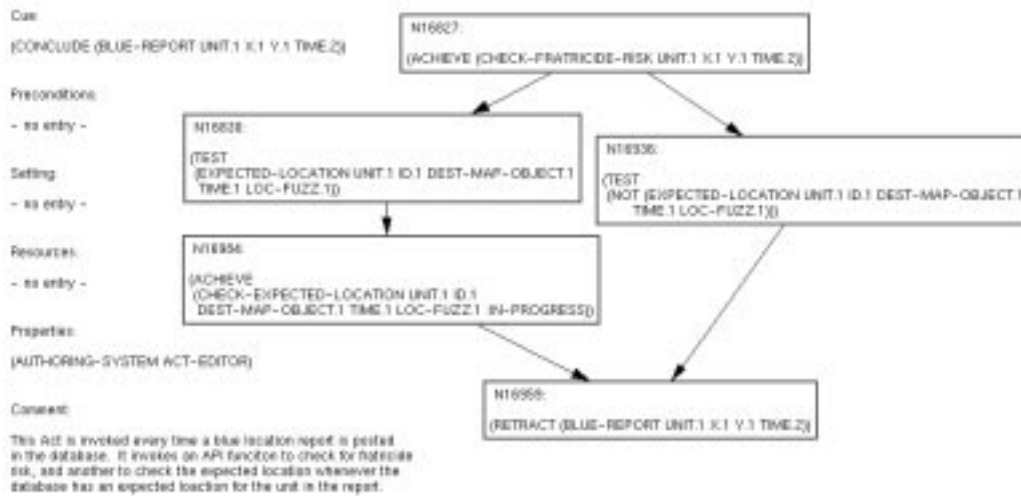 Cue:
(CONCLUDE (BLUE-REPORT UNIT.1 X.1 Y.1 TIME.2))
Preconditions:
- no entry -
Setting:
- no entry -
Resources:
- no entry -
Properties:
(AUTHORING-SYSTEM ACT-EDITOR)
Comment:
This Act is invoked every time a blue location report is posted
in the database. It invokes an API funciton to check for fratricide
risk, and another to check the expected location whenever the
database has an expected loaction for the unit in the report.
N16827:
(ACHIEVE (CHECK-FRATRICIDE-RISK UNIT.1 X.1 Y.1 TIME.2))
(TEST
(EXPECTED-LOCATION UNIT.1 ID.1 DEST-MAP-OBJECT.1
TIME.1 LOC-FUZZ.1))
N16936:
(TEST
(NOT (EXPECTED-LOCATION UNIT.1 ID.1 DEST-MAP-OBJECT.1
TIME.1 LOC-FUZZ.1)))
(ACHIEVE
(CHECK-EXPECTED-LOCATION UNIT.1 ID.1
DEST-MAP-OBJECT.1 TIME.1 LOC-FUZZ.1 IN-PROGRESS))
N16959:
(RETRACT (BLUE-REPORT UNIT.1 X.1 Y.1 TIME.2))